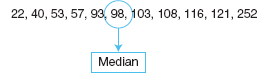 22, 40, 53, 57, 93, 98, 103, 108, 116, 121, 252
Median